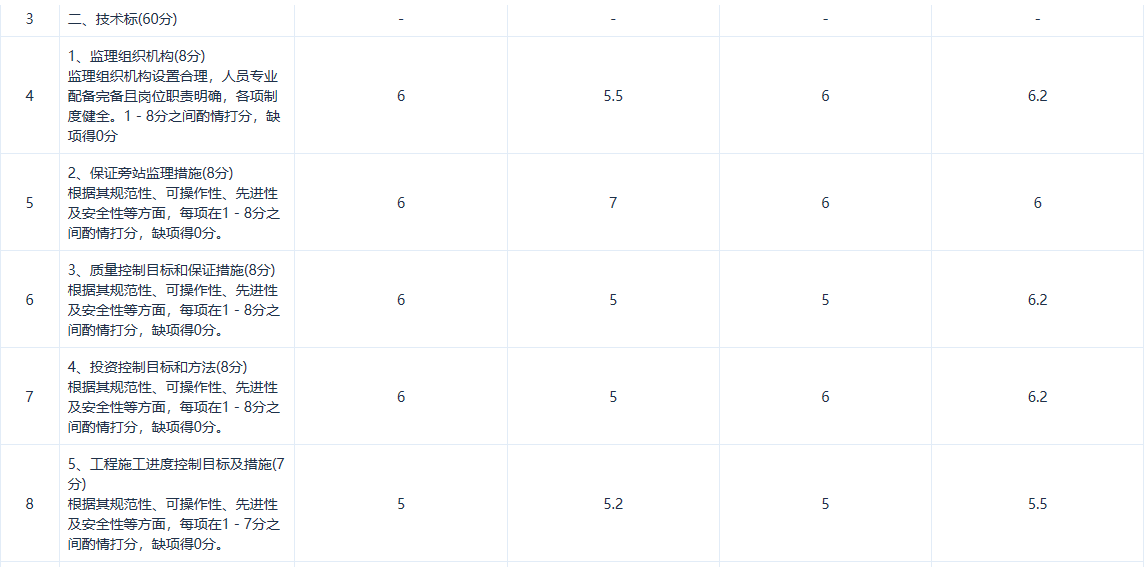 3 二、技术标(60分) - - - -
1、监理组织机构(8分)
监理组织机构设置合理，人员专业
4 配备完备且岗位职责明确，各项制 6 5.5 6 6.2
度健全。1－8分之间酌情打分，缺
项得0分
2、保证旁站监理措施(8分)
根据其规范性、可操作性、先进性
5 及安全性等方面，每项在1－8分之 6 7 6 6
间酌情打分，缺项得0分。
3、质量控制目标和保证措施(8分)
根据其规范性、可操作性、先进性
6 及安全性等方面，每项在1－8分之 6 5 5 6.2
间酌情打分，缺项得0分。
4、投资控制目标和方法(8分)
根据其规范性、可操作性、先进性
7 及安全性等方面，每项在1－8分之 6 5 6 6.2
间酌情打分，缺项得0分。
5、工程施工进度控制目标及措施(7
分)
8 根据其规范性、可操作性、先进性 5 5.2 5 5.5
及安全性等方面，每项在1－7分之
间酌情打分，缺项得0分。